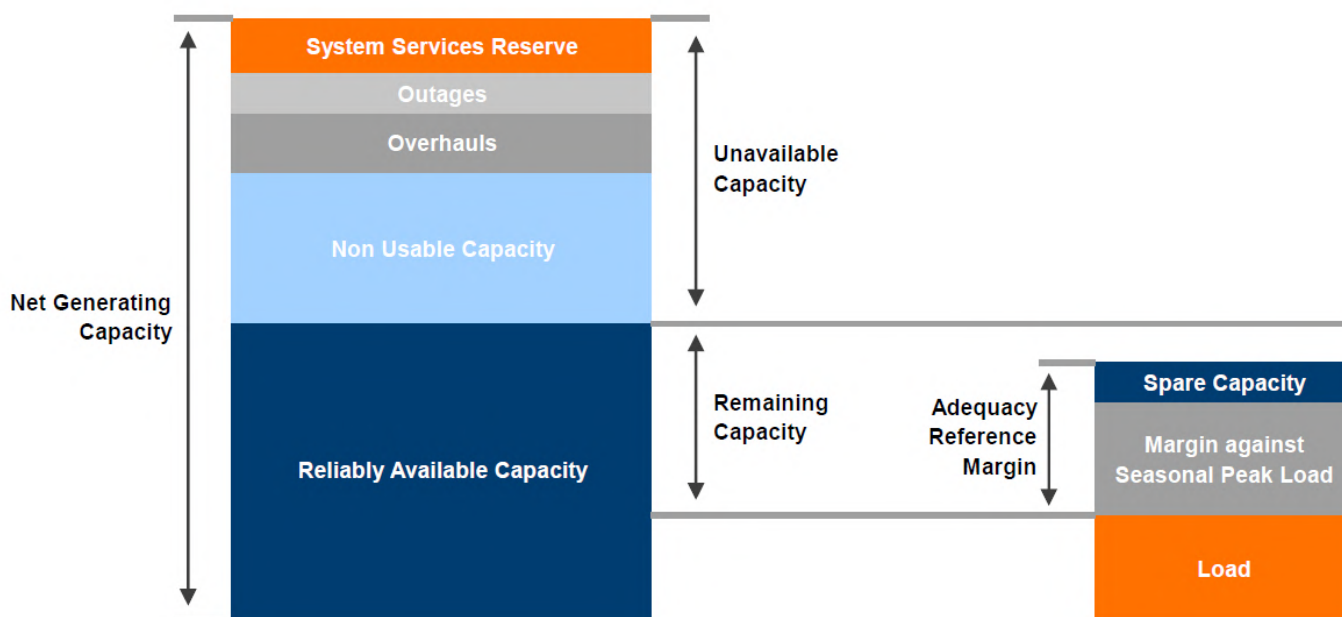 System Services Reserve
Outages
Overhauls
Non Usable Capacity
Reliably Available Capacity
Net Generating
Capacity
Unavailable
Capacity
Remaining
Capacity
Adequacy
Reference
Margin
Spare Capacity
Margin against
Seasonal Peak Load
Load